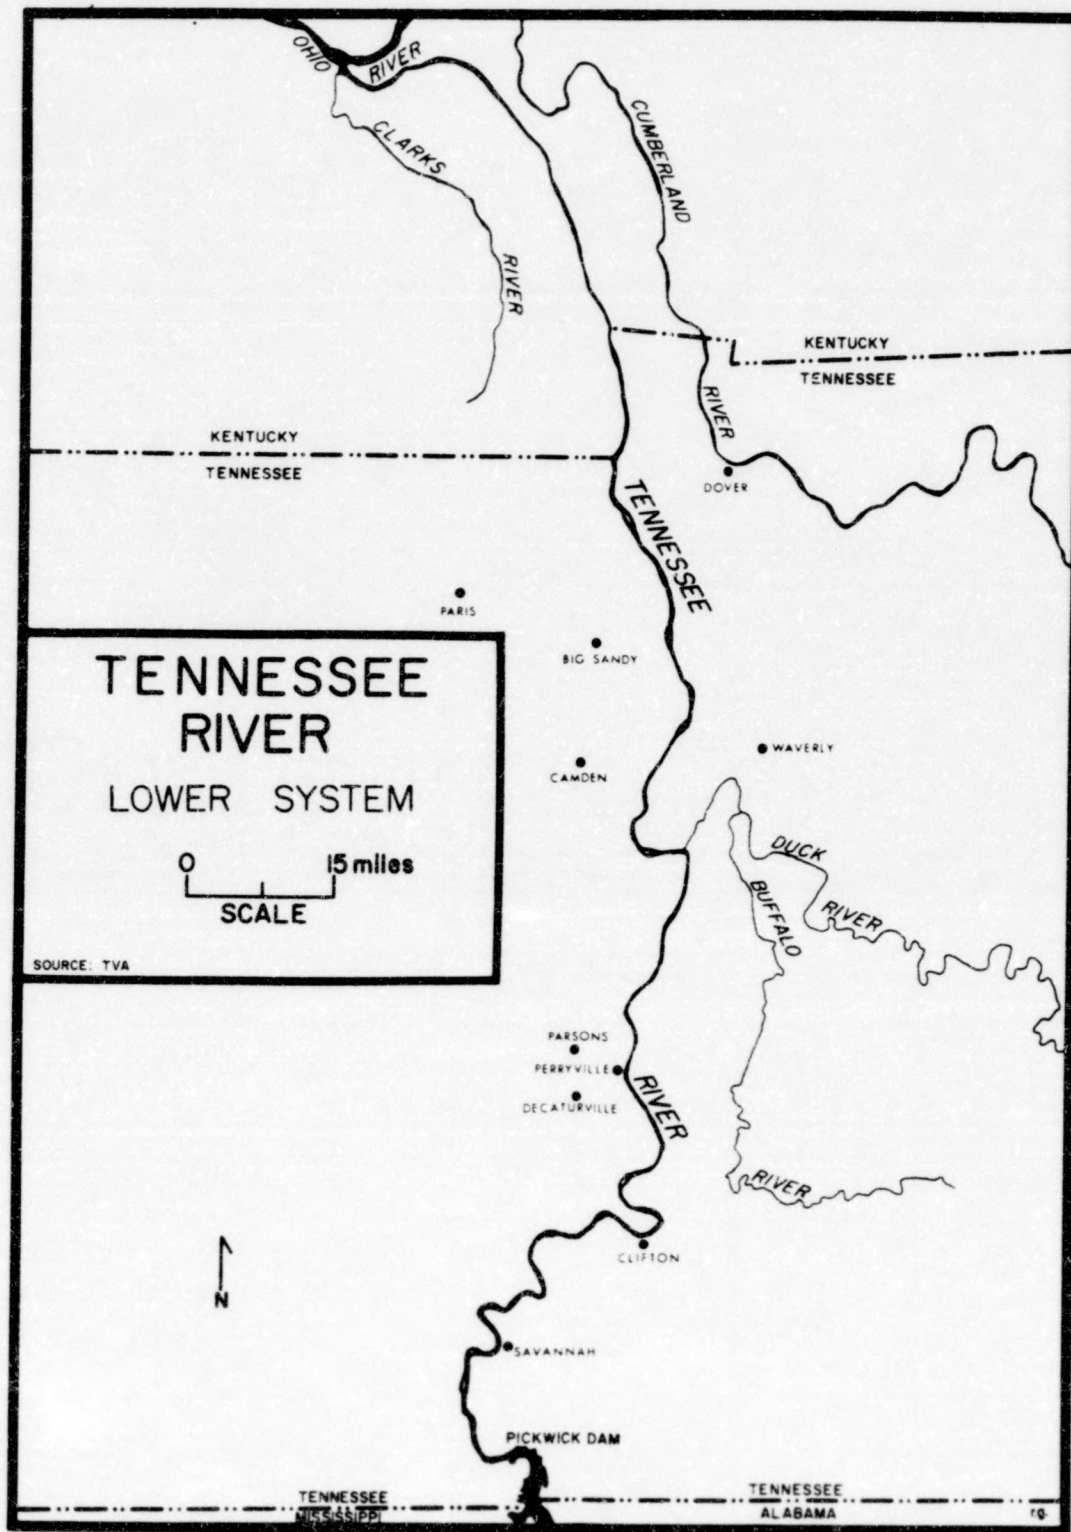 OHIO
RIVER
CLARKS
RIVER
CUMBERLAND
RIVER
KENTUCKY
TENNESSEE
KENTUCKY
TENNESSEE
DOVER
TENNESSEE
PARIS
BIG SANDY
TENNESSEE
RIVER
LOWER SYSTEM
0 15 miles
SCALE
SOURCE: TVA
CAMDEN
WAVERLY
DUCK
RIVER
BUFFALO
PARSONS
PERRYVILLE
DECATURVILLE
RIVER
RIVER
CLIFTON
N
SAVANNAH
PICKWICK DAM
TENNESSEE
MISSISSIPPI
TENNESSEE
ALABAMA
r.g.